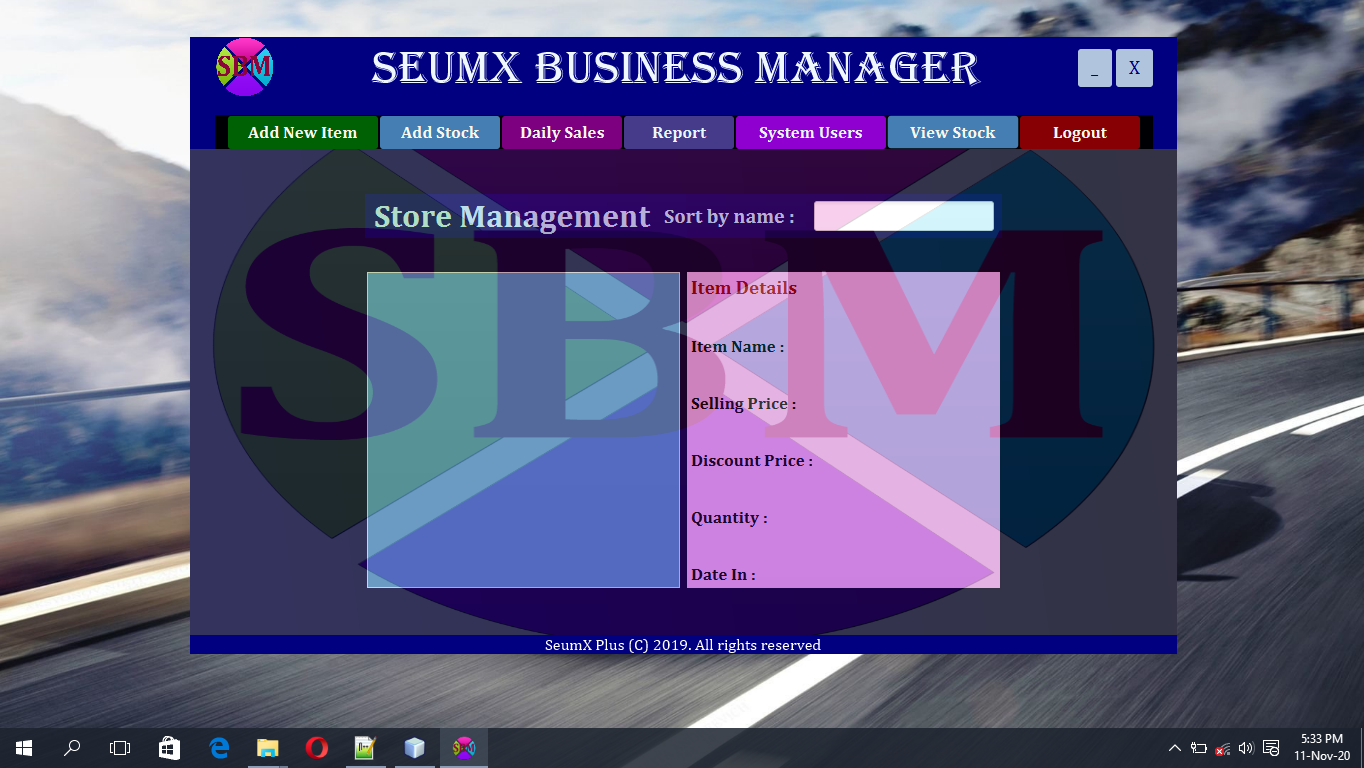 SBM
SEUMX BUSINESS MANAGER
_ X
Add New Item Add Stock Daily Sales Report System Users View Stock Logout
Store Management Sort by name :
SBM
Item Details
Item Name :
Selling Price :
Discount Price :
Quantity :
Date In :
SeumX Plus (C) 2019. All rights reserved
SBM
5:33 PM
11-Nov-20